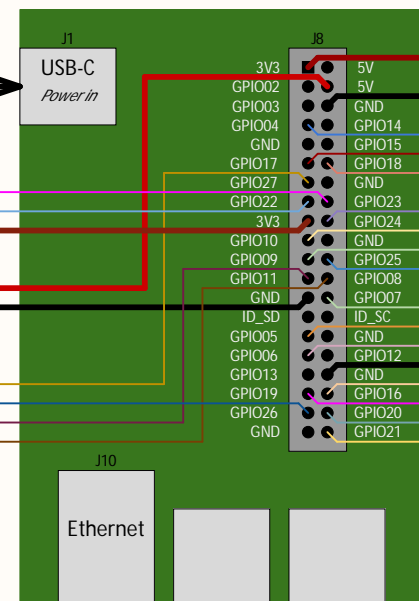 J1
USB-C
Power in
J8
3V3 5V
GPIO02 5V
GPIO03 GND
GPIO04 GPIO14
GND GPIO15
GPIO17 GPIO18
GPIO27 GND
GPIO22 GPIO23
3V3 GPIO24
GPIO10 GND
GPIO09 GPIO25
GPIO11 GPIO08
GND GPIO07
ID_SD ID_SC
GPIO05 GND
GPIO06 GPIO12
GPIO13 GND
GPIO19 GPIO16
GPIO26 GPIO20
GND GPIO21
J10
Ethernet